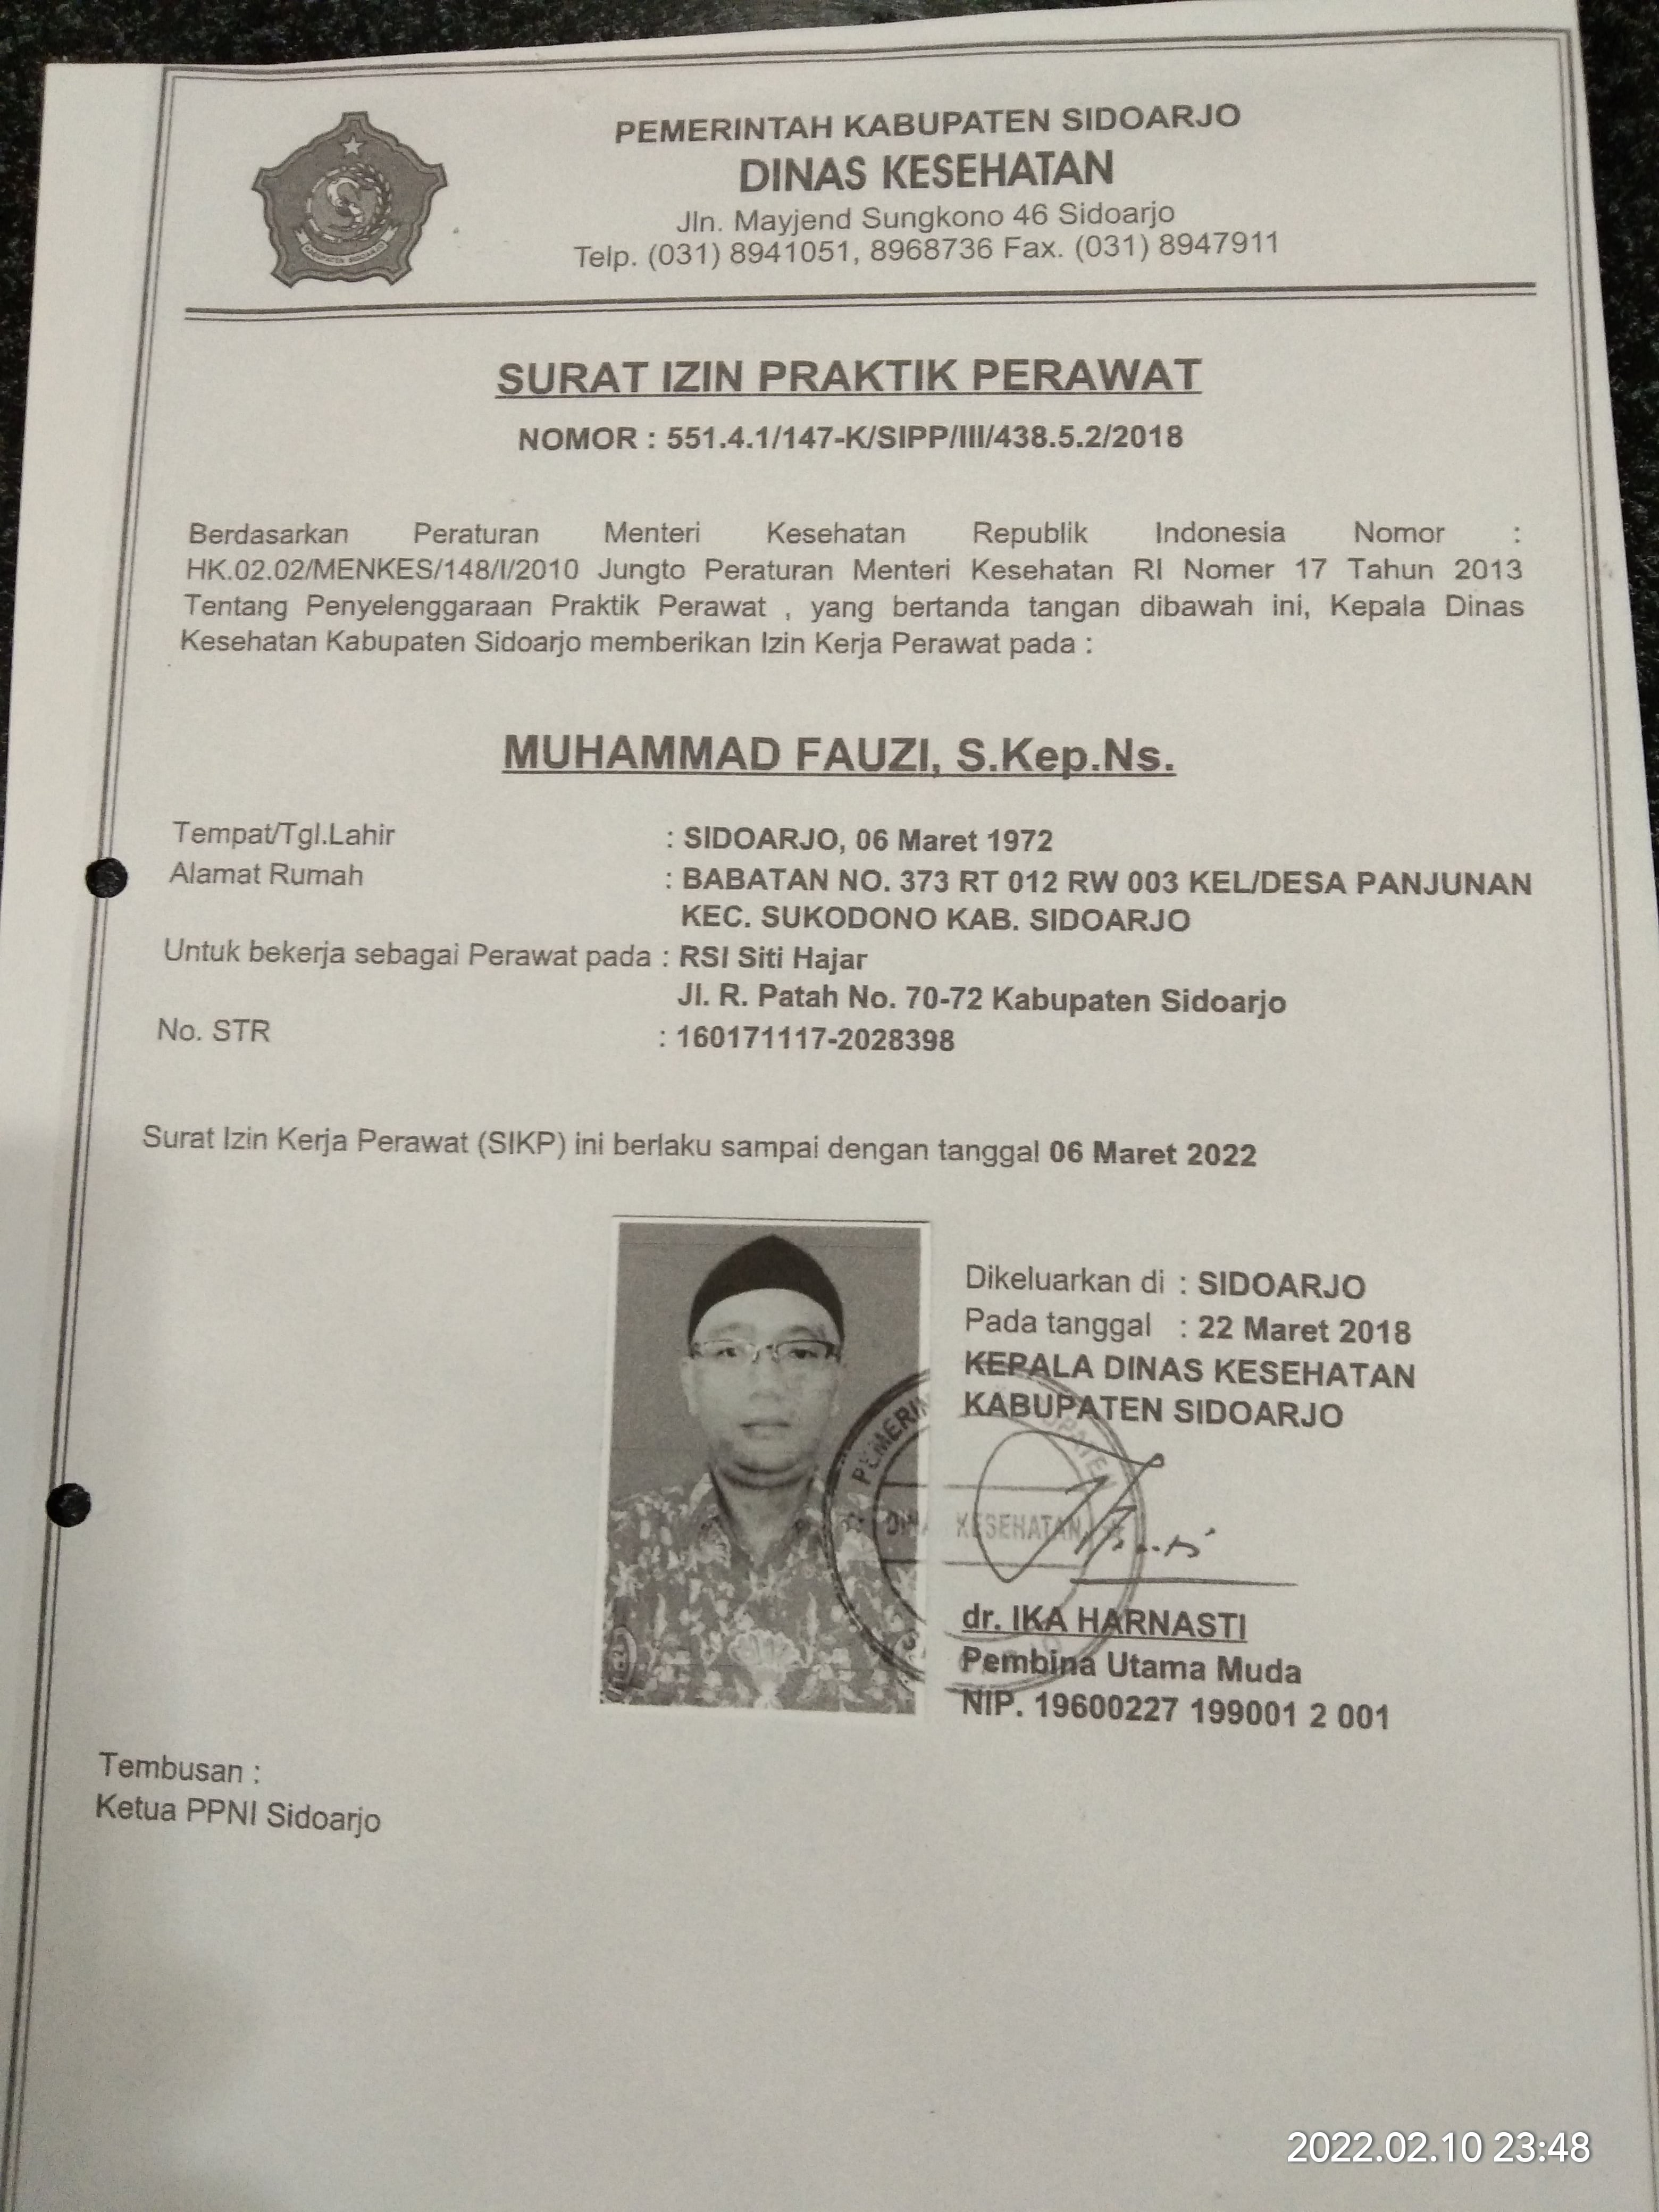 PEMERINTAH KABUPATEN SIDOARJO
DINAS KESEHATAN
Jln. Mayjend Sungkono 46 Sidoarjo
Telp. (031) 8941051, 8968736 Fax. (031) 8947911
KABUPATEN SIDOARJO
SURAT IZIN PRAKTIK PERAWAT
NOMOR : 551.4.1/147-K/SIPP/III/438.5.2/2018
Berdasarkan Peraturan Menteri Kesehatan Republik Indonesia Nomor :
HK.02.02/MENKES/148/I/2010 Jungto Peraturan Menteri Kesehatan RI Nomer 17 Tahun 2013
Tentang Penyelenggaraan Praktik Perawat , yang bertanda tangan dibawah ini, Kepala Dinas
Kesehatan Kabupaten Sidoarjo memberikan Izin Kerja Perawat pada :
MUHAMMAD FAUZI, S.Kep.Ns.
Tempat/Tgl.Lahir : SIDOARJO, 06 Maret 1972
Alamat Rumah : BABATAN NO. 373 RT 012 RW 003 KEL/DESA PANJUNAN
KEC. SUKODONO KAB. SIDOARJO
Untuk bekerja sebagai Perawat pada : RSI Siti Hajar
Jl. R. Patah No. 70-72 Kabupaten Sidoarjo
No. STR : 160171117-2028398
Surat Izin Kerja Perawat (SIKP) ini berlaku sampai dengan tanggal 06 Maret 2022
Dikeluarkan di : SIDOARJO
Pada tanggal : 22 Maret 2018
KEPALA DINAS KESEHATAN
KABUPATEN SIDOARJO
KESEHATAN
dr. IKA HARNASTI
Pembina Utama Muda
NIP. 19600227 199001 2 001
Tembusan :
Ketua PPNI Sidoarjo
2022.02.10 23:48